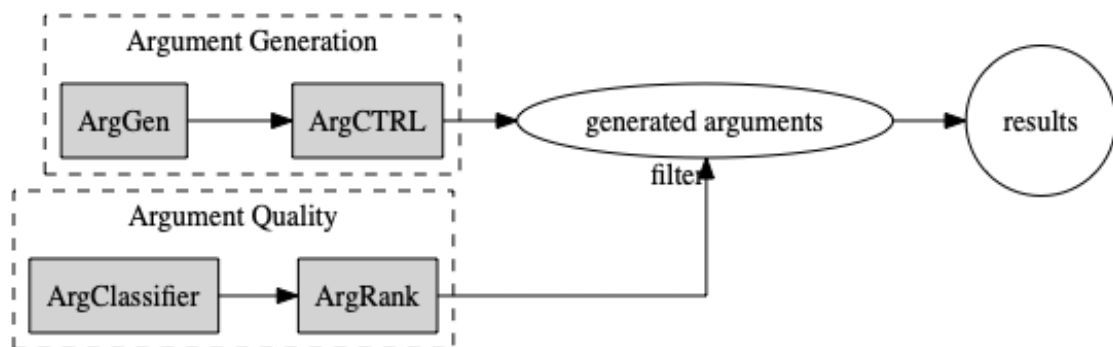 Argument Generation
ArgGen
ArgCTRL
generated arguments
results
filter
Argument Quality
ArgClassifier
ArgRank